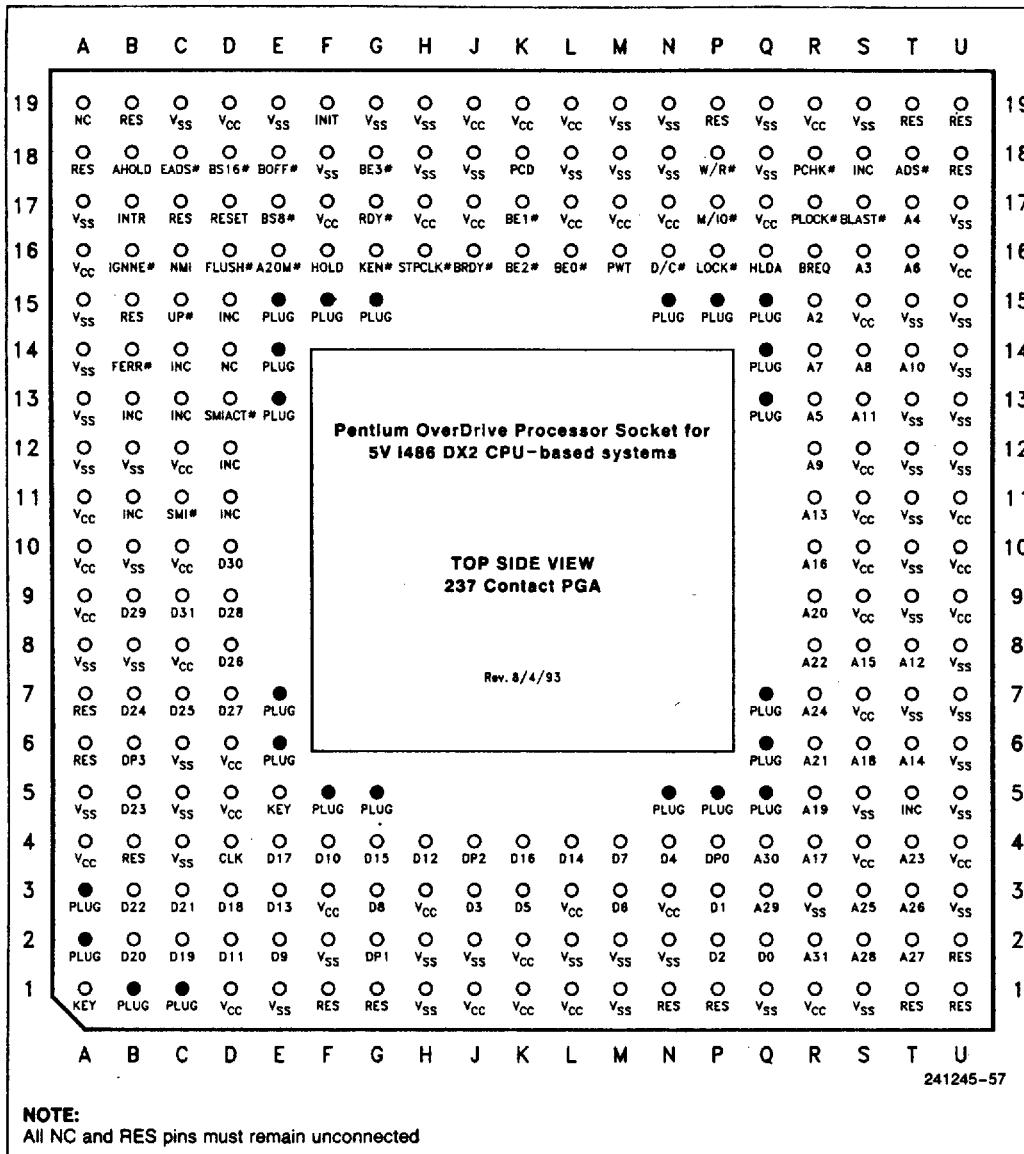 A B C D E F G H J K L M N P Q R S T U
19 19
NC RES VSS VCC VSS INIT VSS VSS VCC VCC VCC VSS VSS RES VSS VCC VSS RES RES
18 18
RES AHOLD EADS# BS16# BOFF# VSS BE3# VSS VSS PCD VSS VSS VSS W/R# VSS PCHK# INC ADS# RES
17 17
VSS INTR RES RESET BS8# VCC RDY# VCC VCC BE1# VCC VCC VCC M/IO# VCC PLOCK# BLAST# A4 VSS
16 16
VCC IGNNE# NMI FLUSH# A20M# HOLD KEN# STPCLK# BRDY# BE2# BE0# PWT D/C# LOCK# HLDA BREQ A3 A6 VCC
15 15
VSS RES UP# INC PLUG PLUG PLUG PLUG PLUG PLUG A2 VCC VSS VSS
14 14
VSS FERR# INC NC PLUG PLUG A7 A8 A10 VSS
13 13
VSS INC INC SMIACT# PLUG PLUG A5 A11 VSS VSS
Pentium OverDrive Processor Socket for
5V i486 DX2 CPU-based systems
12 12
VSS VSS VCC INC A9 VCC VSS VSS
11 11
VCC INC SMI# INC A13 VCC VSS VCC
10 10
VCC VSS VCC D30 A16 VCC VSS VCC
TOP SIDE VIEW
237 Contact PGA
9 9
VCC D29 D31 D28 A20 VCC VSS VCC
8 8
VSS VSS VCC D26 A22 A15 A12 VSS
Rev. 8/4/93
7 7
RES D24 D25 D27 PLUG PLUG A24 VCC VSS VSS
6 6
RES DP3 VSS VCC PLUG PLUG A21 A18 A14 VSS
5 5
VSS D23 VSS VCC KEY PLUG PLUG PLUG PLUG PLUG A19 VSS INC VSS
4 4
VCC RES VSS CLK D17 D10 D15 D12 DP2 D16 D14 D7 D4 DP0 A30 A17 VCC A23 VCC
3 3
PLUG D22 D21 D18 D13 VCC D8 VCC D3 D5 VCC D6 VCC D1 A29 VSS A25 A26 VSS
2 2
PLUG D20 D19 D11 D9 VSS DP1 VSS VSS VCC VSS VSS VSS D2 D0 A31 A28 A27 RES
1 1
KEY PLUG PLUG VCC VSS RES RES VSS VCC VCC VCC VSS RES RES VSS VCC VSS RES RES
A B C D E F G H J K L M N P Q R S T U
241245-57
NOTE:
All NC and RES pins must remain unconnected